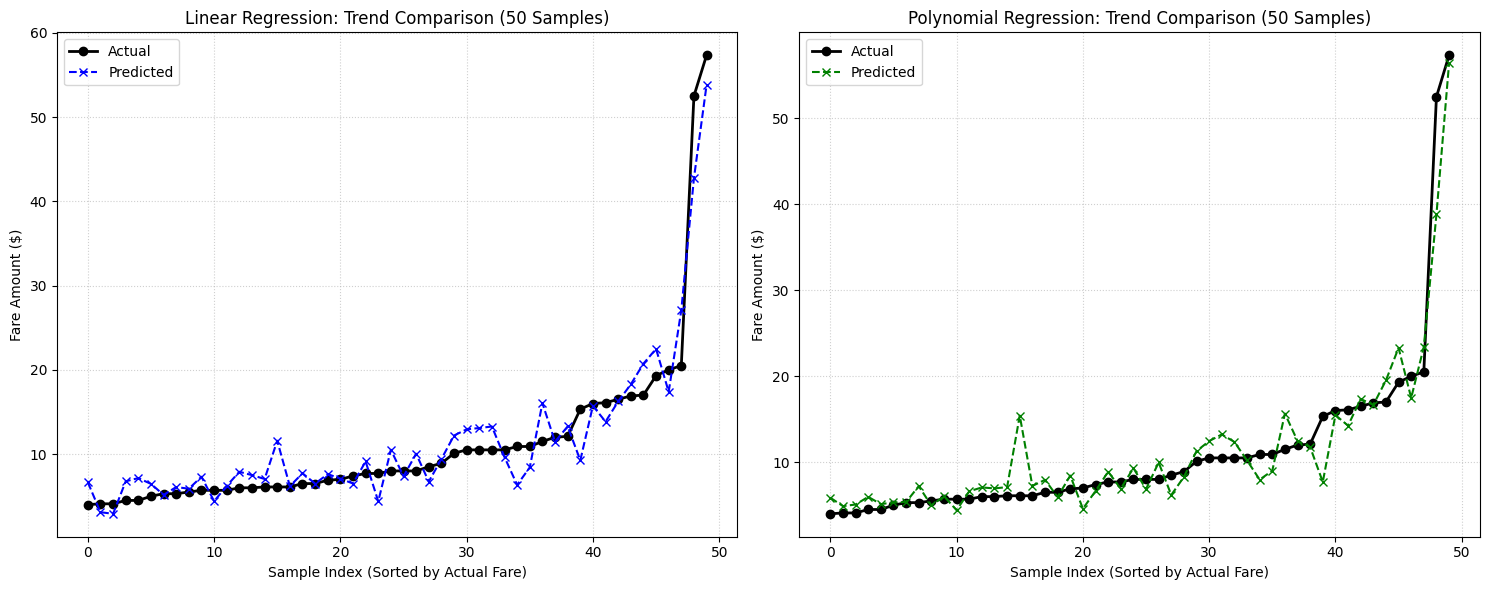 Linear Regression: Trend Comparison (50 Samples)
Actual
Predicted
60
50
40
30
20
10
Fare Amount ($)
0
10
20
30
40
50
Sample Index (Sorted by Actual Fare)
Polynomial Regression: Trend Comparison (50 Samples)
Actual
Predicted
50
40
30
20
10
Fare Amount ($)
0
10
20
30
40
50
Sample Index (Sorted by Actual Fare)